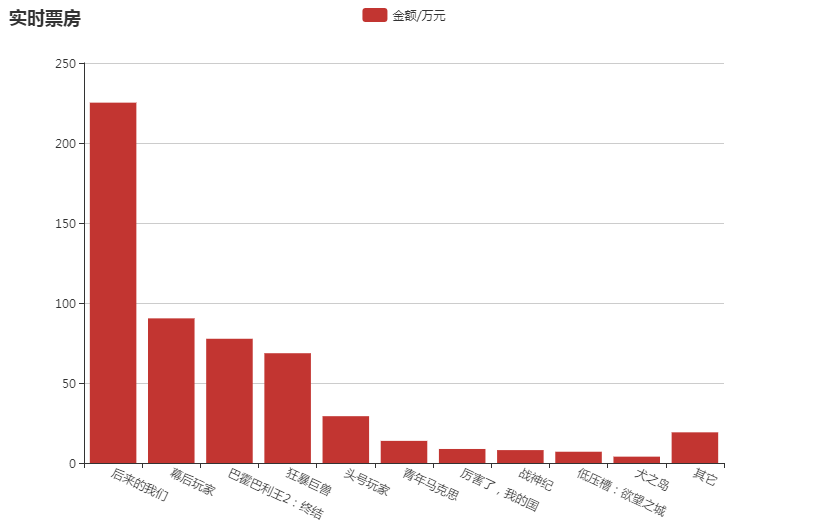 实时票房
金额/万元
250
200
150
100
50
0
后来的我们
幕后玩家
巴霍巴利王2：终结
狂暴巨兽
头号玩家
青年马克思
厉害了，我的国
战神纪
低压槽：欲望之城
犬之岛
其它